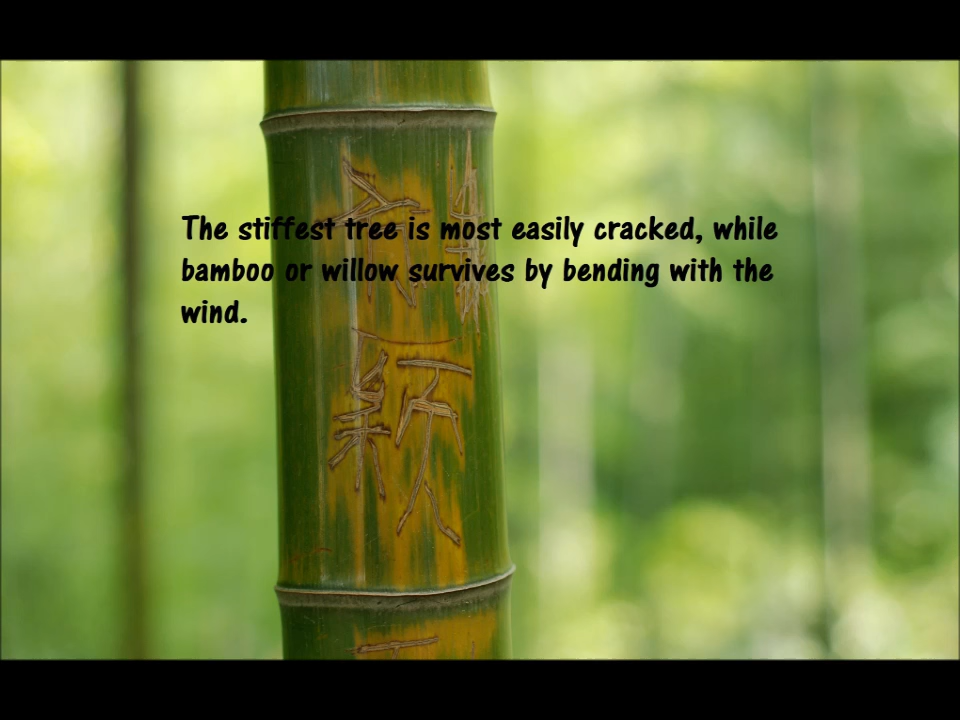 The stiffest tree is most easily cracked, while
bamboo or willow survives by bending with the
wind.